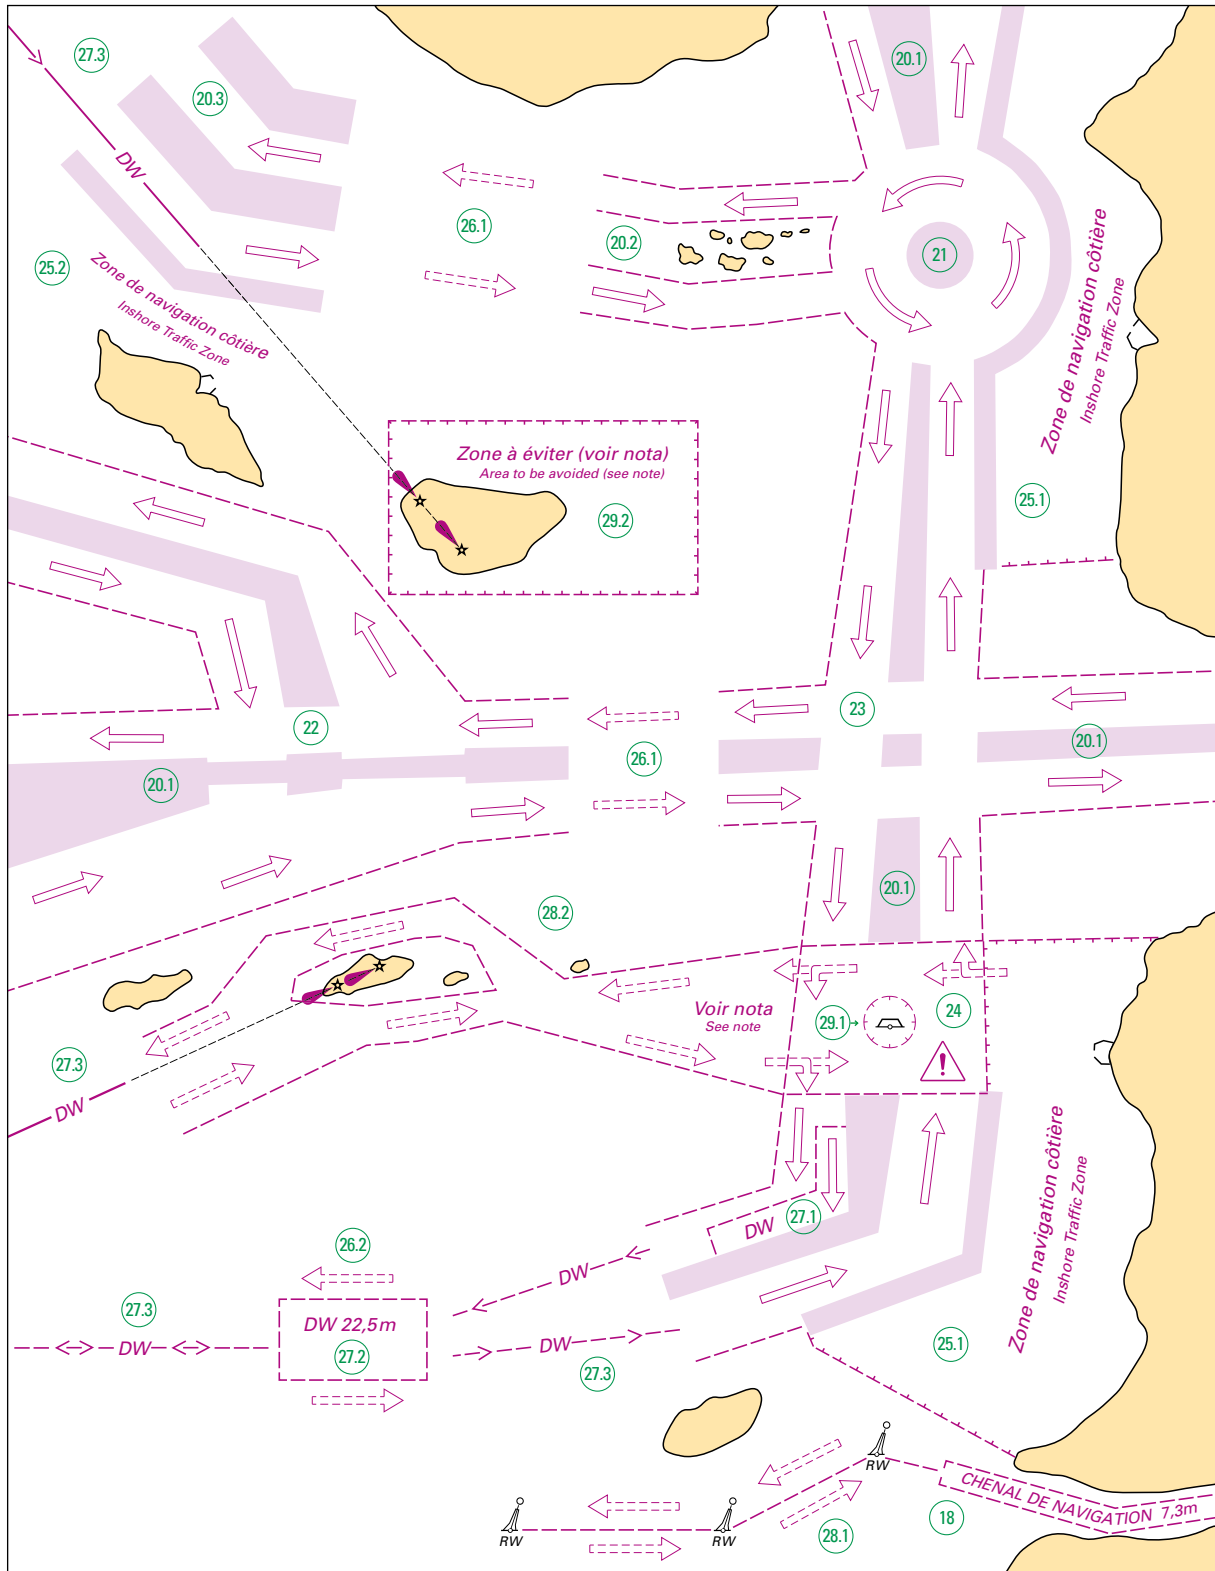 27.3
20.1
20.3
DW
26.1
20.2
21
25.2
Zone de navigation côtière
Inshore Traffic Zone
Zone de navigation côtière
Inshore Traffic Zone
Zone à éviter (voir nota)
Area to be avoided (see note)
25.1
29.2
23
22
20.1
26.1
20.1
20.1
28.2
Voir nota
See note
29.1
24
27.3
DW
Zone de navigation côtière
Inshore Traffic Zone
27.1
DW
26.2
DW
27.3
DW 22,5m
DW
DW
27.2
27.3
25.1
RW
CHENAL DE NAVIGATION 7,3m
18
RW
RW
28.1